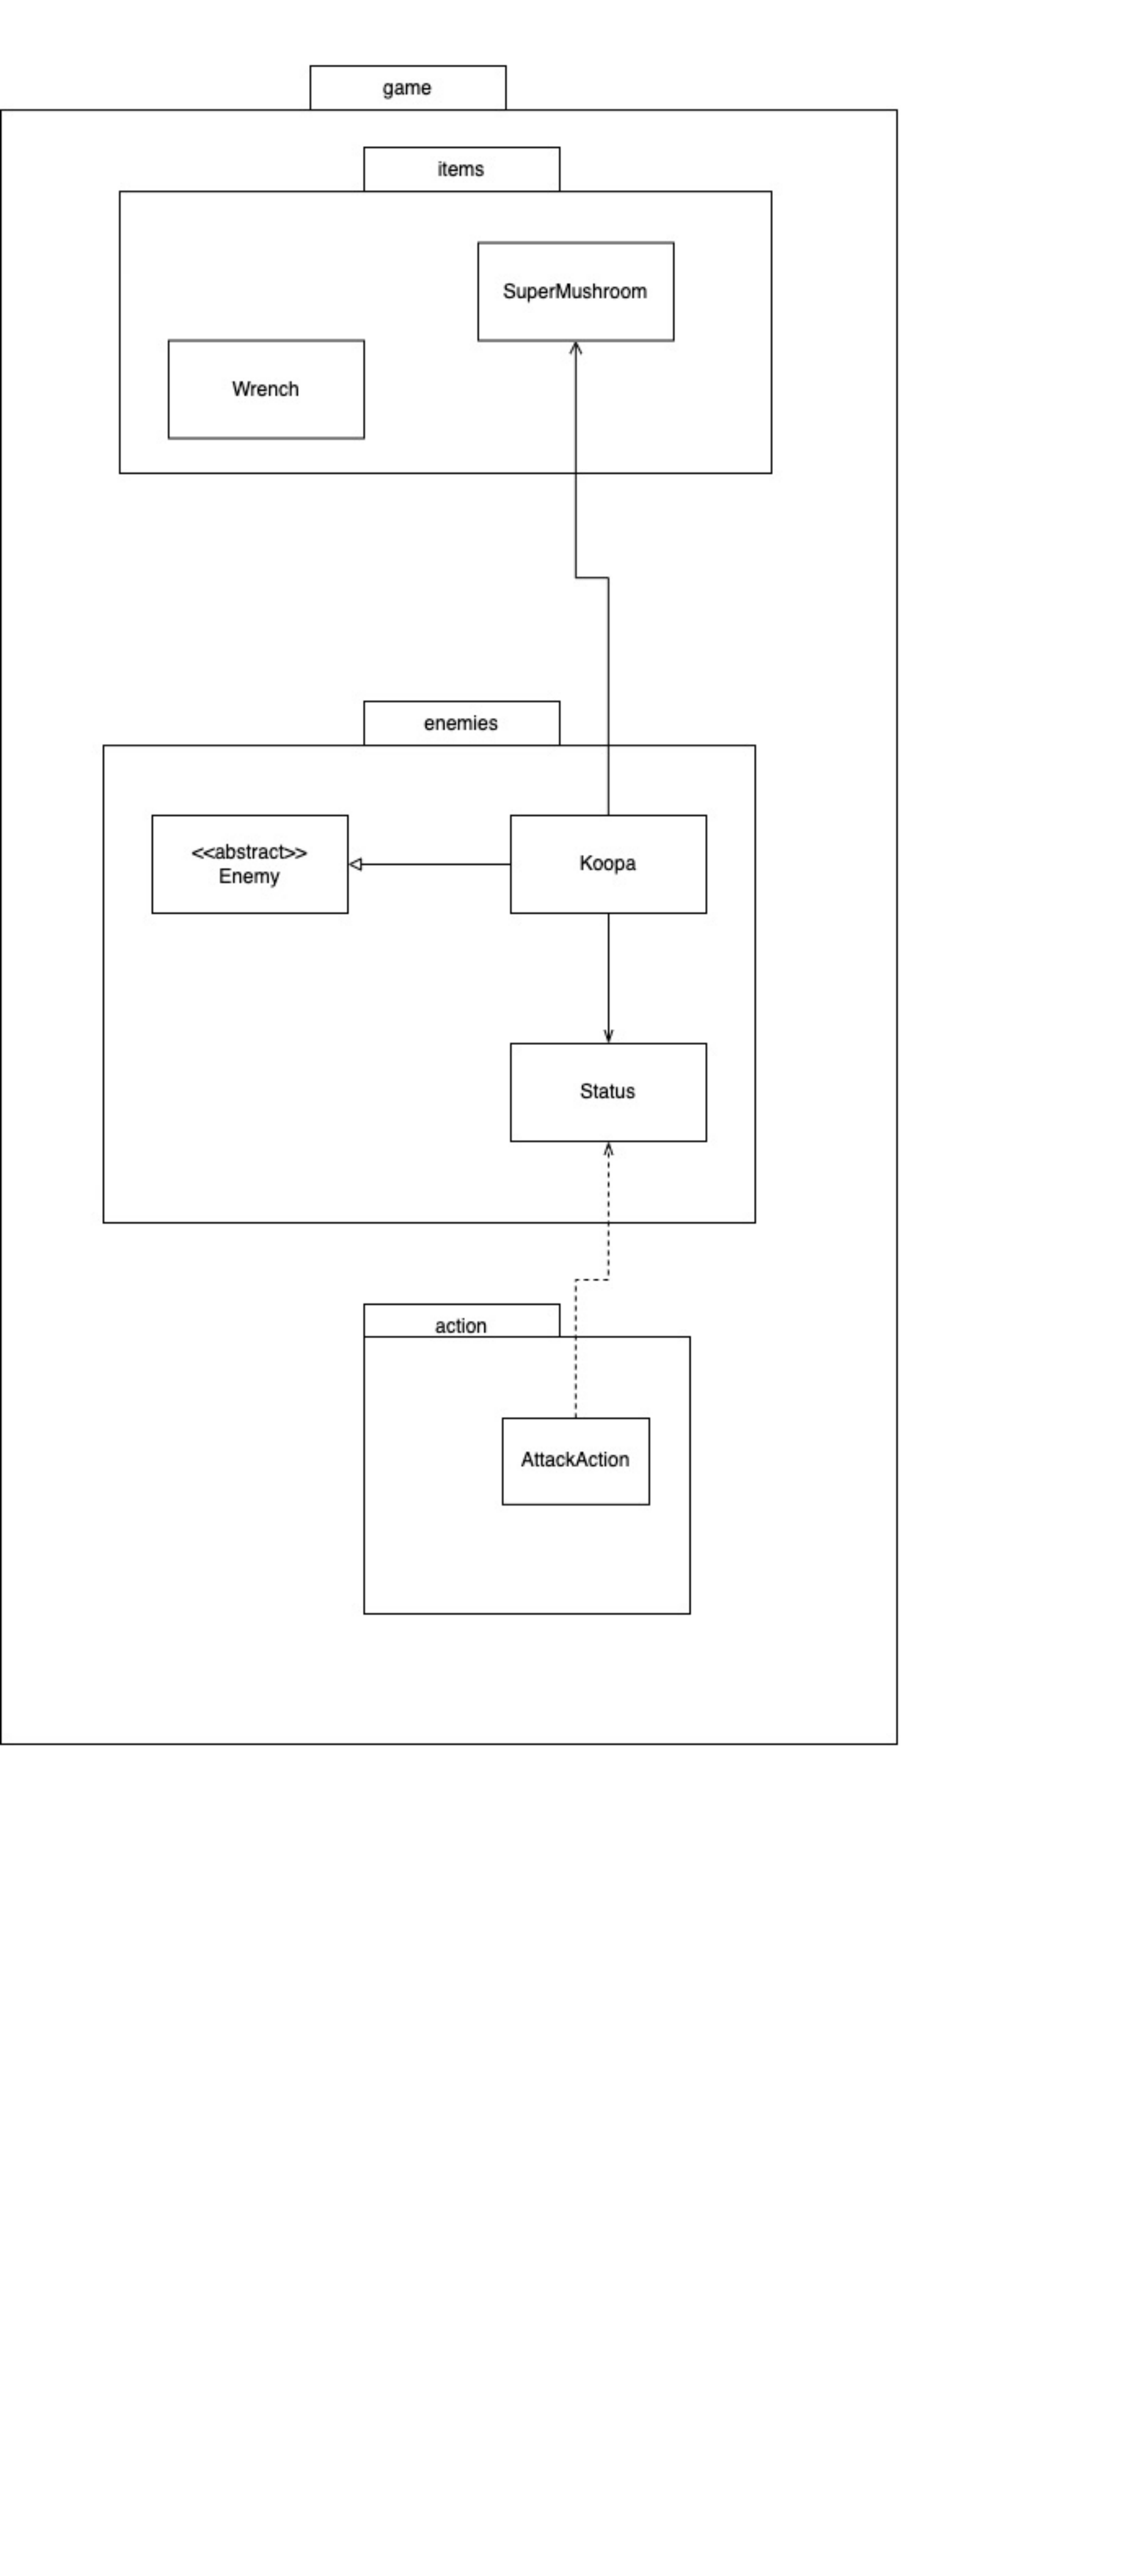 game
items
SuperMushroom
Wrench
enemies
<<abstract>>
Enemy
Koopa
Status
action
AttackAction